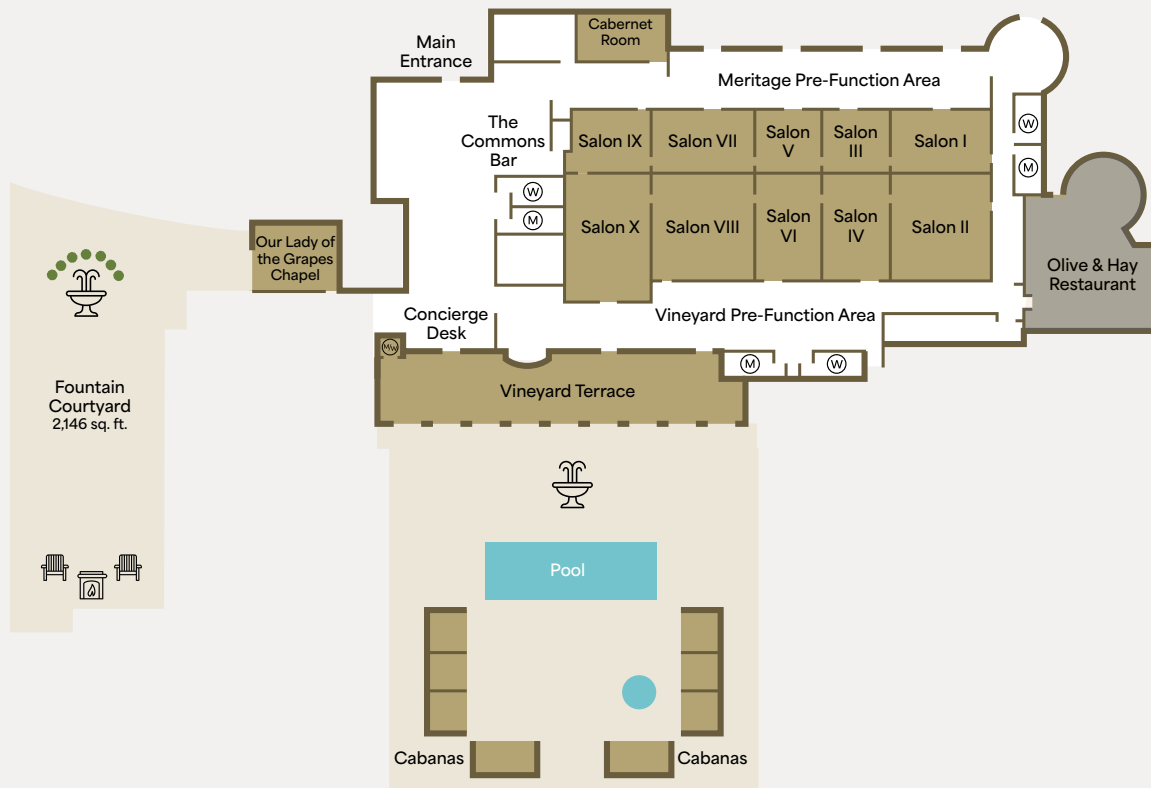 Cabernet
Room
Main
Entrance
Meritage Pre-Function Area
The
Commons
Bar
Salon IX
Salon VII
Salon
V
Salon
III
Salon I
W
M
W
M
Salon X
Salon VIII
Salon
VI
Salon
IV
Salon II
Our Lady of
the Grapes
Chapel
Olive & Hay
Restaurant
Concierge
Desk
Vineyard Pre-Function Area
M/W
M
W
Vineyard Terrace
Fountain
Courtyard
2,146 sq. ft.
Pool
Cabanas
Cabanas